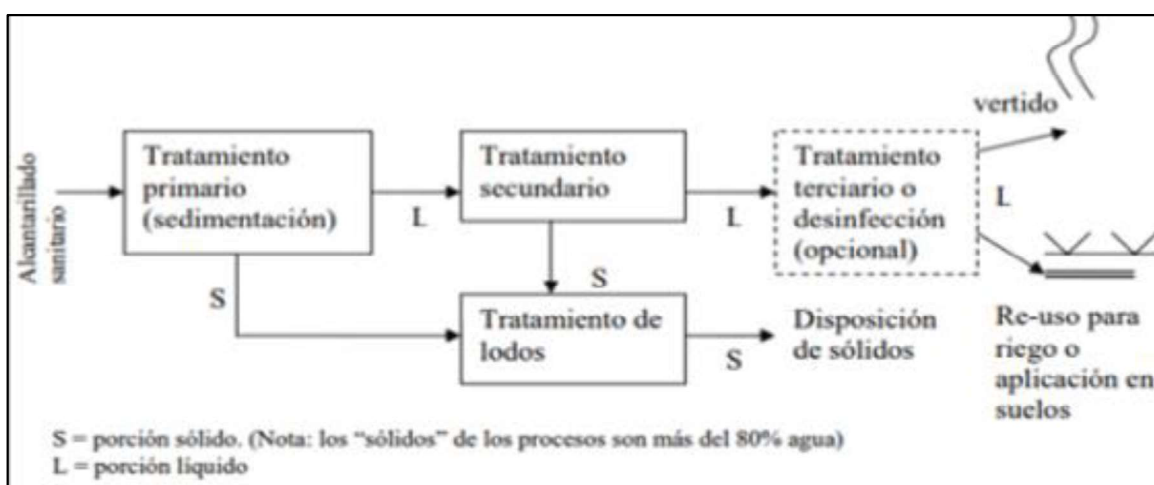 Alcantarillado
sanitario
Tratamiento
primario
(sedimentación)
L
S
Tratamiento
secundario
L
S
Tratamiento
terciario o
desinfección
(opcional)
vertido
L
Tratamiento de
lodos
S
Disposición
de sólidos
Re-uso para
riego o
aplicación en
suelos
S = porción sólido. (Nota: los “sólidos” de los procesos son más del 80% agua)
L = porción líquido